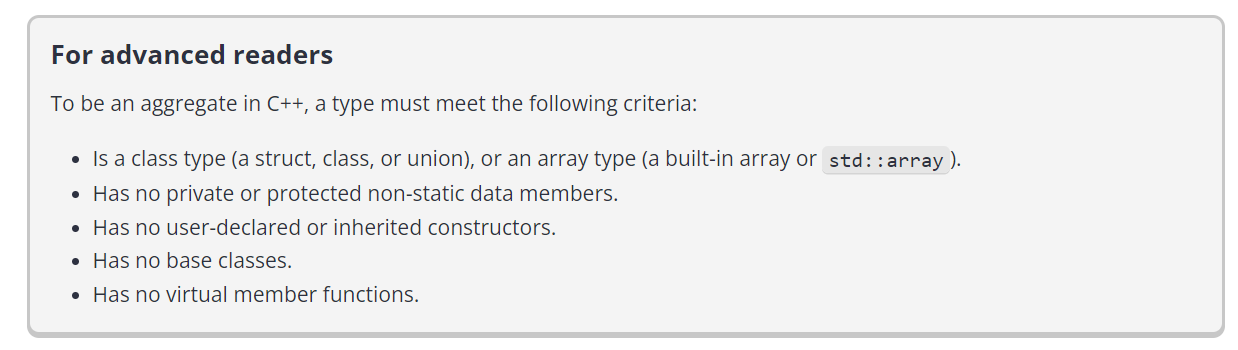 For advanced readers
To be an aggregate in C++, a type must meet the following criteria:
• Is a class type (a struct, class, or union), or an array type (a built-in array or std::array).
• Has no private or protected non-static data members.
• Has no user-declared or inherited constructors.
• Has no base classes.
• Has no virtual member functions.